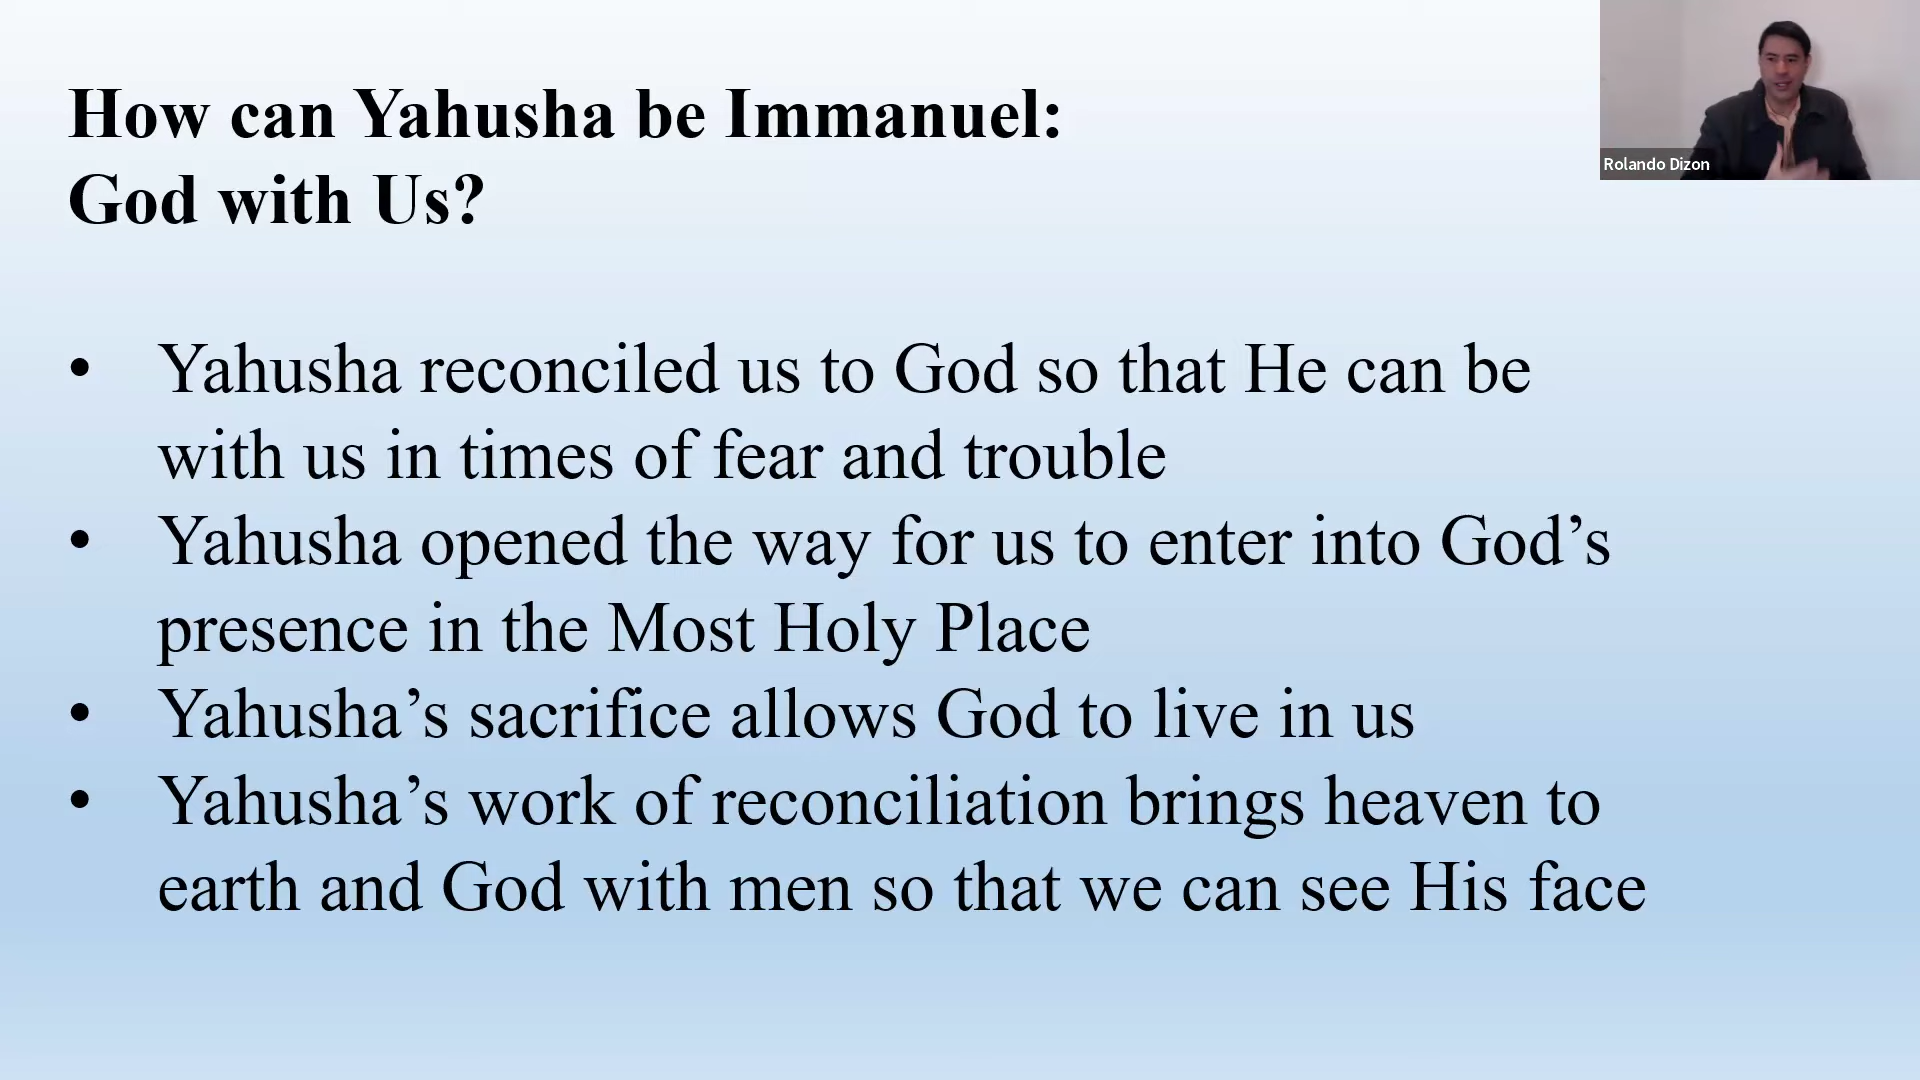 How can Yahusha be Immanuel:
God with Us?
Rolando Dizon
• Yahusha reconciled us to God so that He can be
with us in times of fear and trouble
• Yahusha opened the way for us to enter into God’s
presence in the Most Holy Place
• Yahusha’s sacrifice allows God to live in us
• Yahusha’s work of reconciliation brings heaven to
earth and God with men so that we can see His face